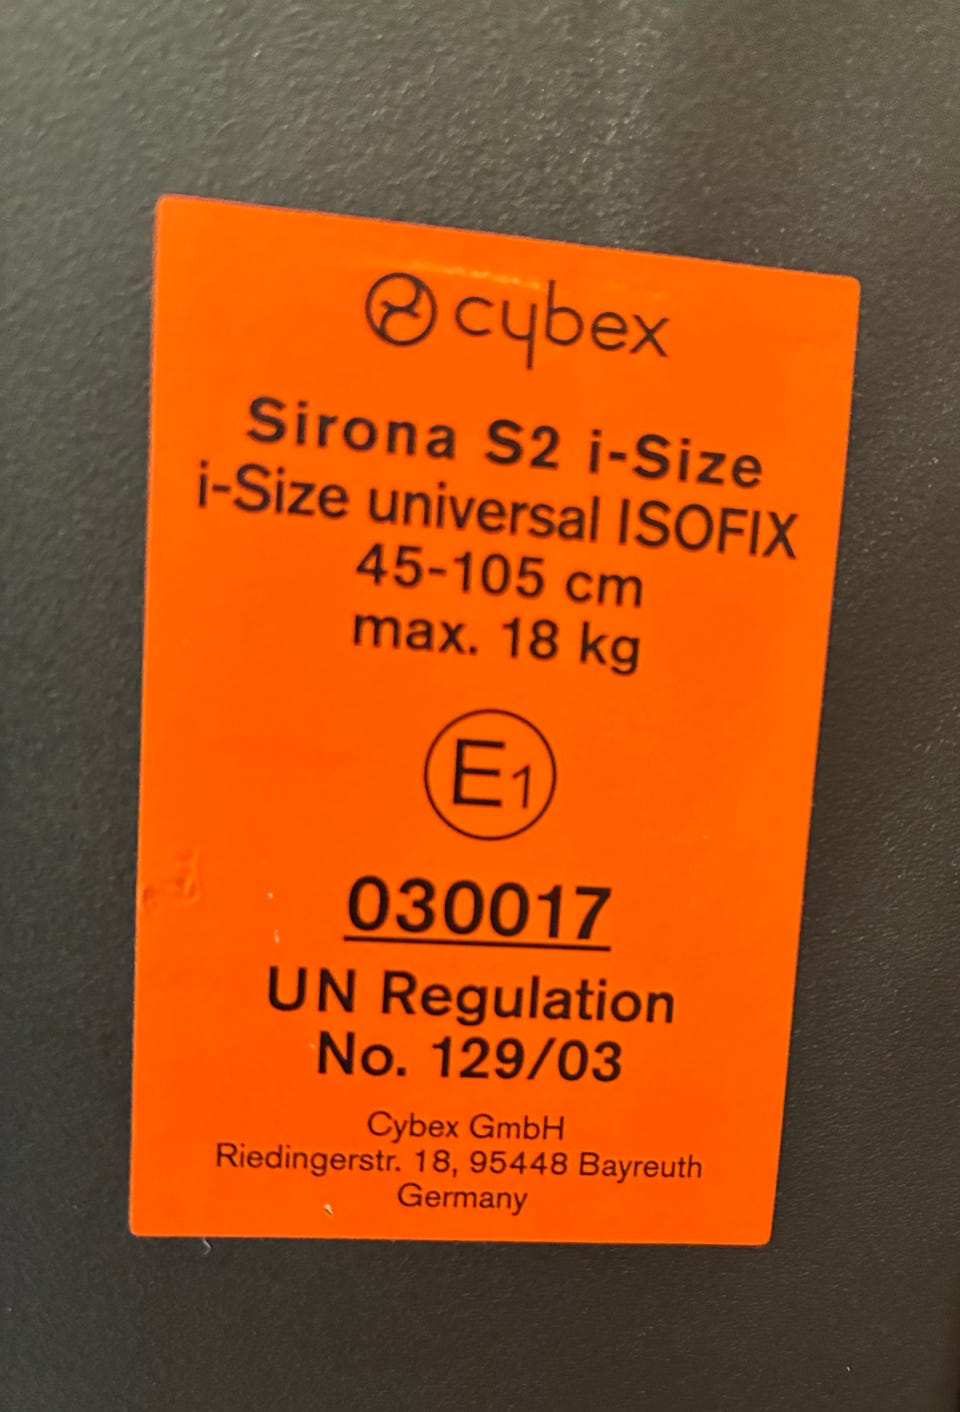 cybex
Sirona S2 i-Size
i-Size universal ISOFIX
45-105 cm
max. 18 kg
E1
030017
UN Regulation
No. 129/03
Cybex GmbH
Riedingerstr. 18, 95448 Bayreuth
Germany